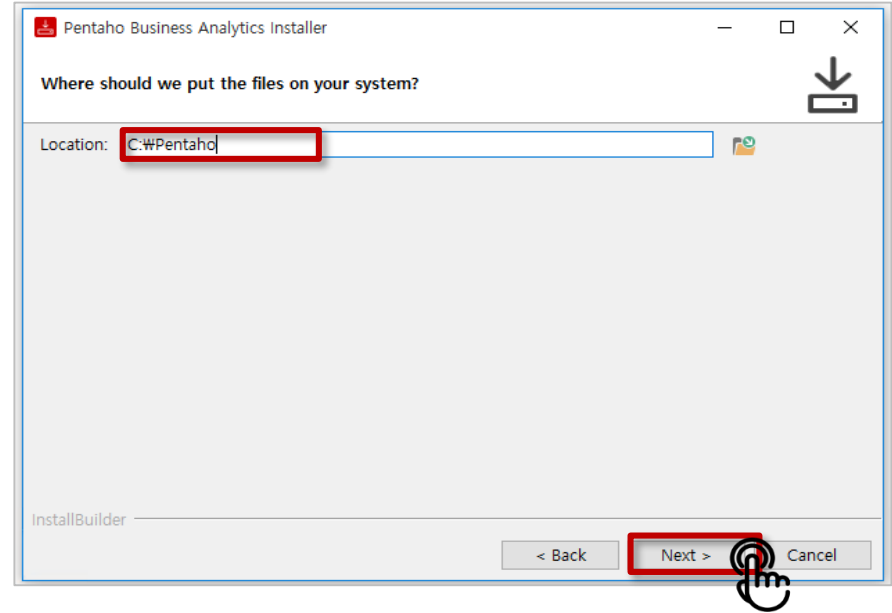 Pentaho Business Analytics Installer
Where should we put the files on your system?
Location: C:₩Pentaho
InstallBuilder
< Back Next > Cancel